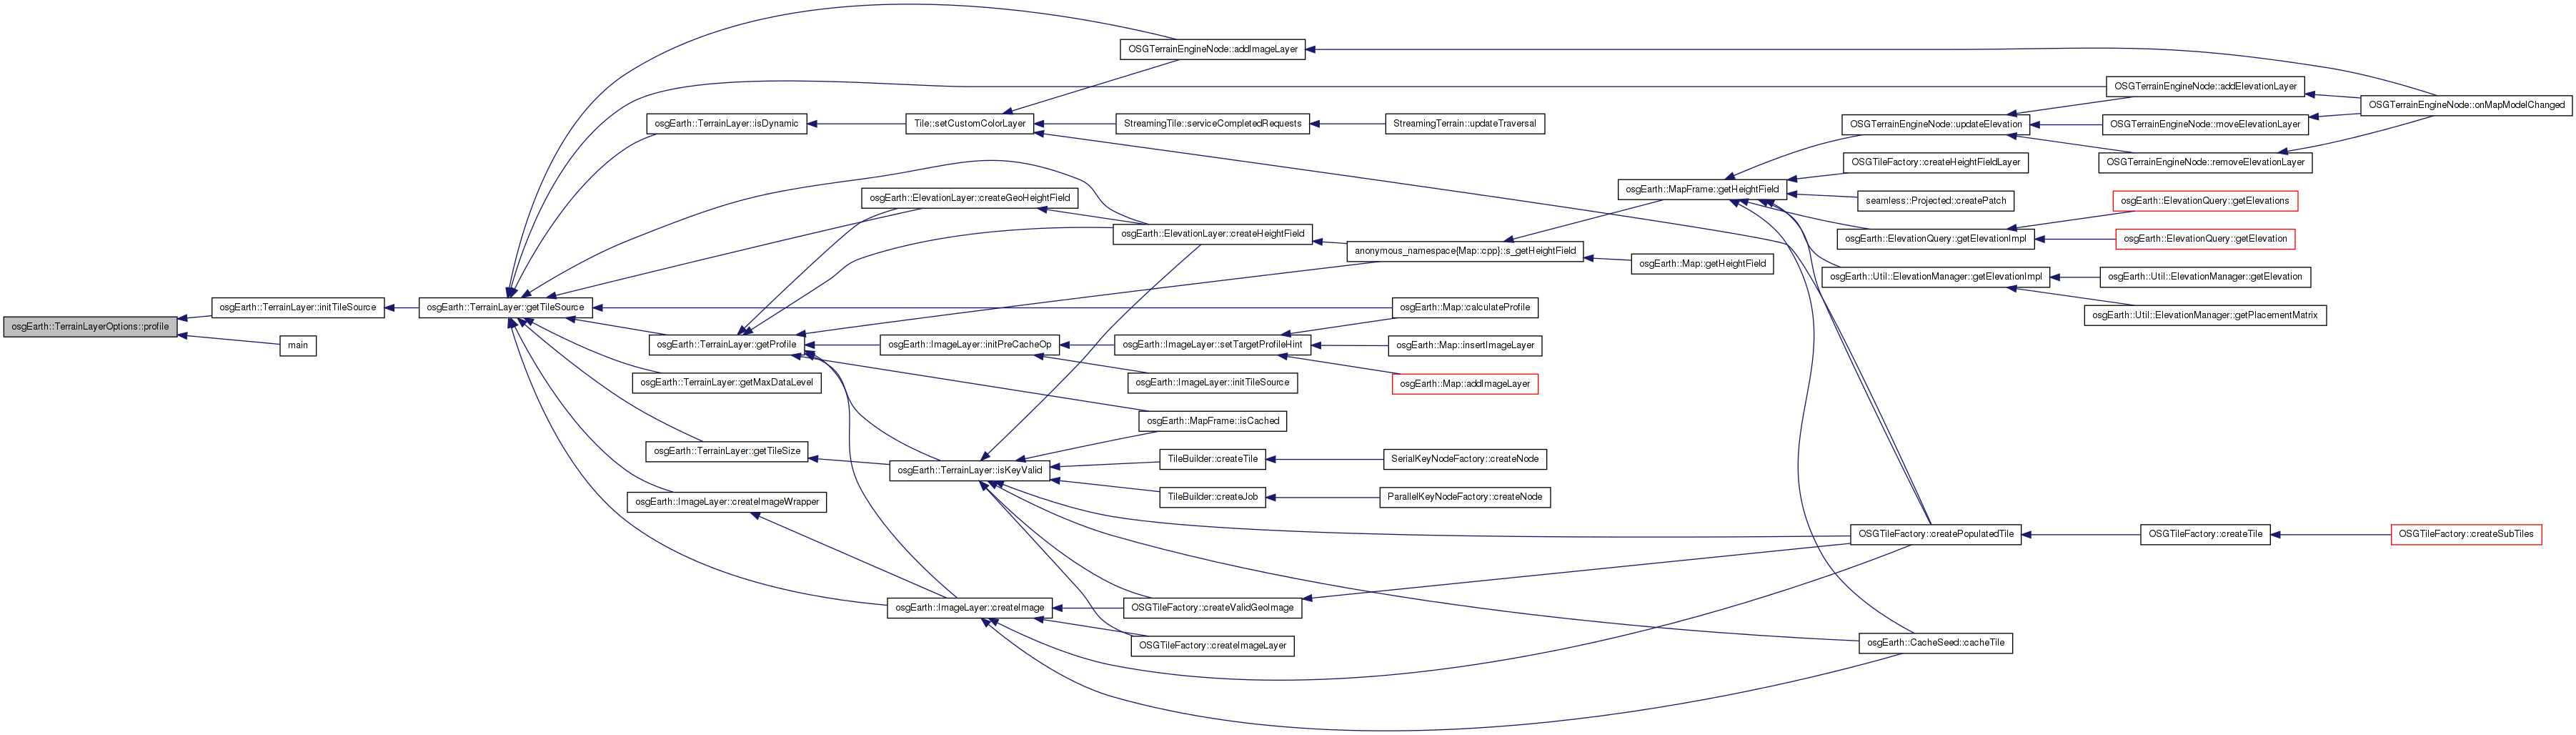 OSGTerrainEngineNode::addImageLayer
OSGTerrainEngineNode::addElevationLayer
OSGTerrainEngineNode::onMapModelChanged
osgEarth::TerrainLayer::isDynamic
Tile::setCustomColorLayer
StreamingTile::serviceCompletedRequests
StreamingTerrain::updateTraversal
OSGTerrainEngineNode::updateElevation
OSGTerrainEngineNode::moveElevationLayer
OSGTileFactory::createHeightFieldLayer
OSGTerrainEngineNode::removeElevationLayer
osgEarth::MapFrame::getHeightField
osgEarth::ElevationLayer::createGeoHeightField
seamless::Projected::createPatch
osgEarth::ElevationQuery::getElevations
osgEarth::ElevationLayer::createHeightField
osgEarth::ElevationQuery::getElevationImpl
osgEarth::ElevationQuery::getElevation
anonymous_namespace{Map::cpp}::s_getHeightField
osgEarth::Map::getHeightField
osgEarth::Util::ElevationManager::getElevationImpl
osgEarth::Util::ElevationManager::getElevation
osgEarth::TerrainLayer::initTileSource
osgEarth::TerrainLayer::getTileSource
osgEarth::Map::calculateProfile
osgEarth::Util::ElevationManager::getPlacementMatrix
osgEarth::TerrainLayerOptions::profile
main
osgEarth::TerrainLayer::getProfile
osgEarth::ImageLayer::initPreCacheOp
osgEarth::ImageLayer::setTargetProfileHint
osgEarth::Map::insertImageLayer
osgEarth::TerrainLayer::getMaxDataLevel
osgEarth::ImageLayer::initTileSource
osgEarth::Map::addImageLayer
osgEarth::MapFrame::isCached
osgEarth::TerrainLayer::getTileSize
osgEarth::TerrainLayer::isKeyValid
TileBuilder::createTile
SerialKeyNodeFactory::createNode
osgEarth::ImageLayer::createImageWrapper
TileBuilder::createJob
ParallelKeyNodeFactory::createNode
OSGTileFactory::createPopulatedTile
OSGTileFactory::createTile
OSGTileFactory::createSubTiles
osgEarth::ImageLayer::createImage
OSGTileFactory::createValidGeoImage
OSGTileFactory::createImageLayer
osgEarth::CacheSeed::cacheTile